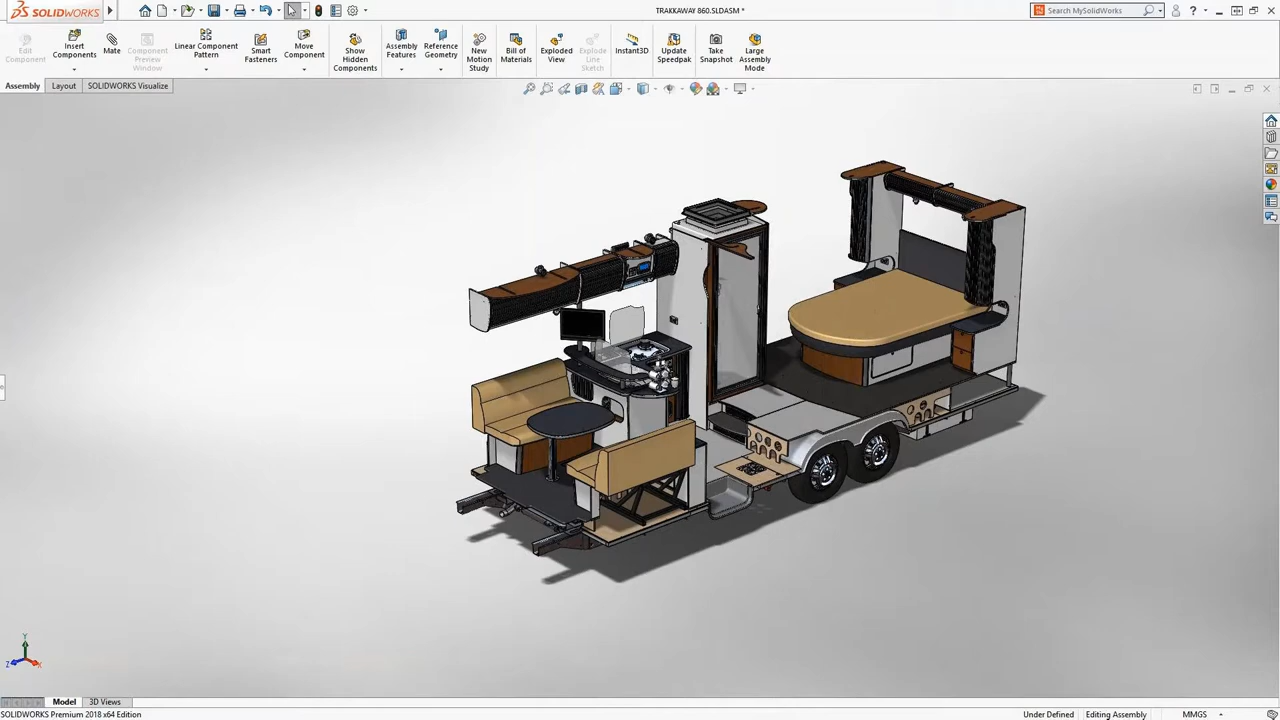 SOLIDWORKS
TRAKKAWAY 860.SLDASM *
Search MySolidWorks
?
Edit
Component
Insert
Components
Mate
Component
Preview
Window
Linear Component
Pattern
Smart
Fasteners
Move
Component
Show
Hidden
Components
Assembly
Features
Reference
Geometry
New
Motion
Study
Bill of
Materials
Exploded
View
Explode
Line
Sketch
Instant3D
Update
Speedpak
Take
Snapshot
Large
Assembly
Mode
Assembly
Layout
SOLIDWORKS Visualize
Y
Z
X
Model
3D Views
SOLIDWORKS Premium 2018 x64 Edition
Under Defined
Editing Assembly
MMGS